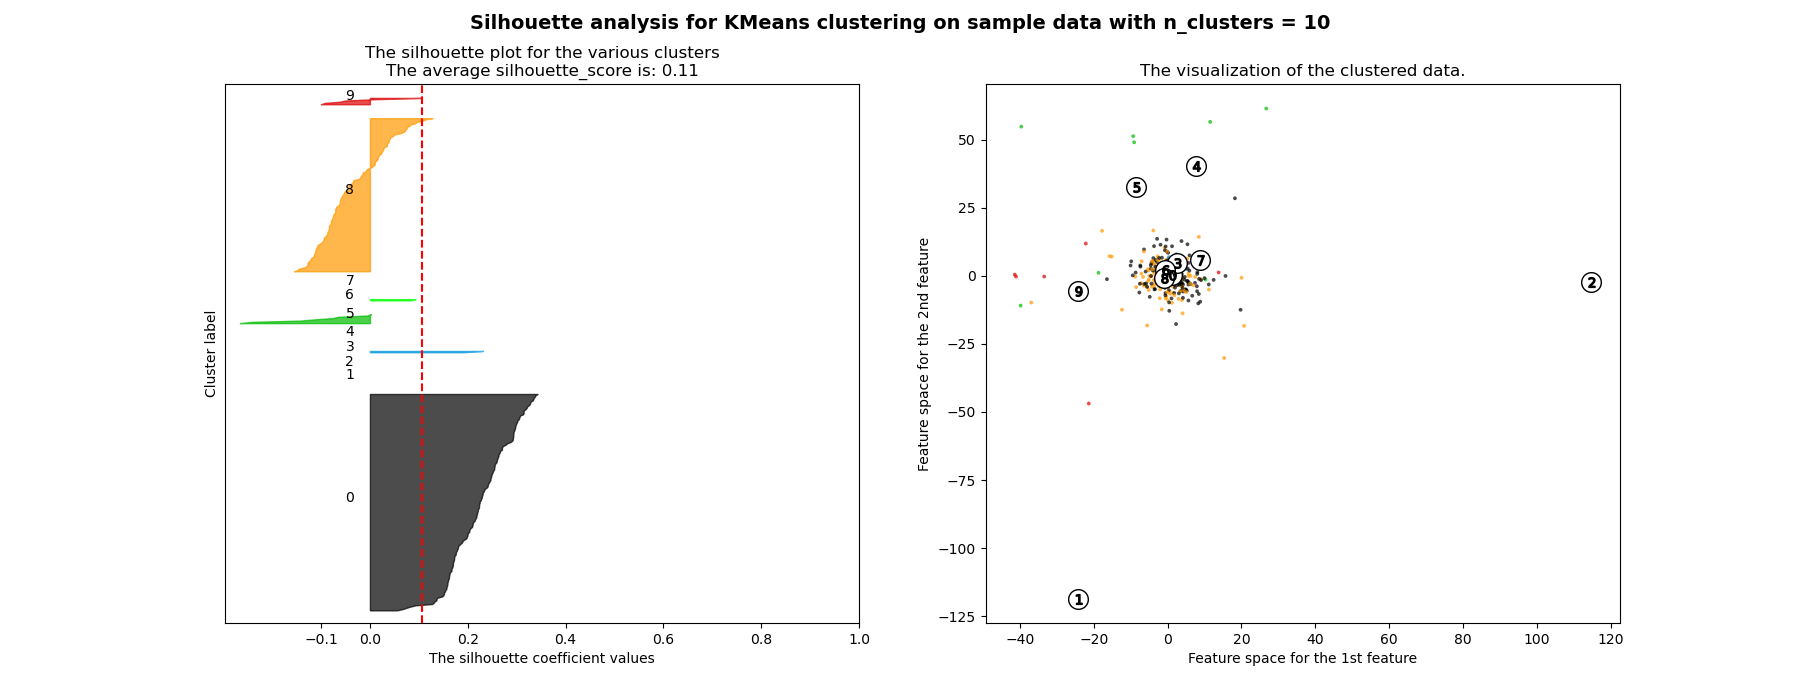 Silhouette analysis for KMeans clustering on sample data with n_clusters = 10
The silhouette plot for the various clusters
The average silhouette_score is: 0.11
9
8
7
6
5
4
3
2
1
0
Cluster label
−0.1 0.0 0.2 0.4 0.6 0.8 1.0
The silhouette coefficient values
The visualization of the clustered data.
50
25
0
−25
−50
−75
−100
−125
Feature space for the 2nd feature
4
5
7
3
6
0
8
2
9
1
−40 −20 0 20 40 60 80 100 120
Feature space for the 1st feature